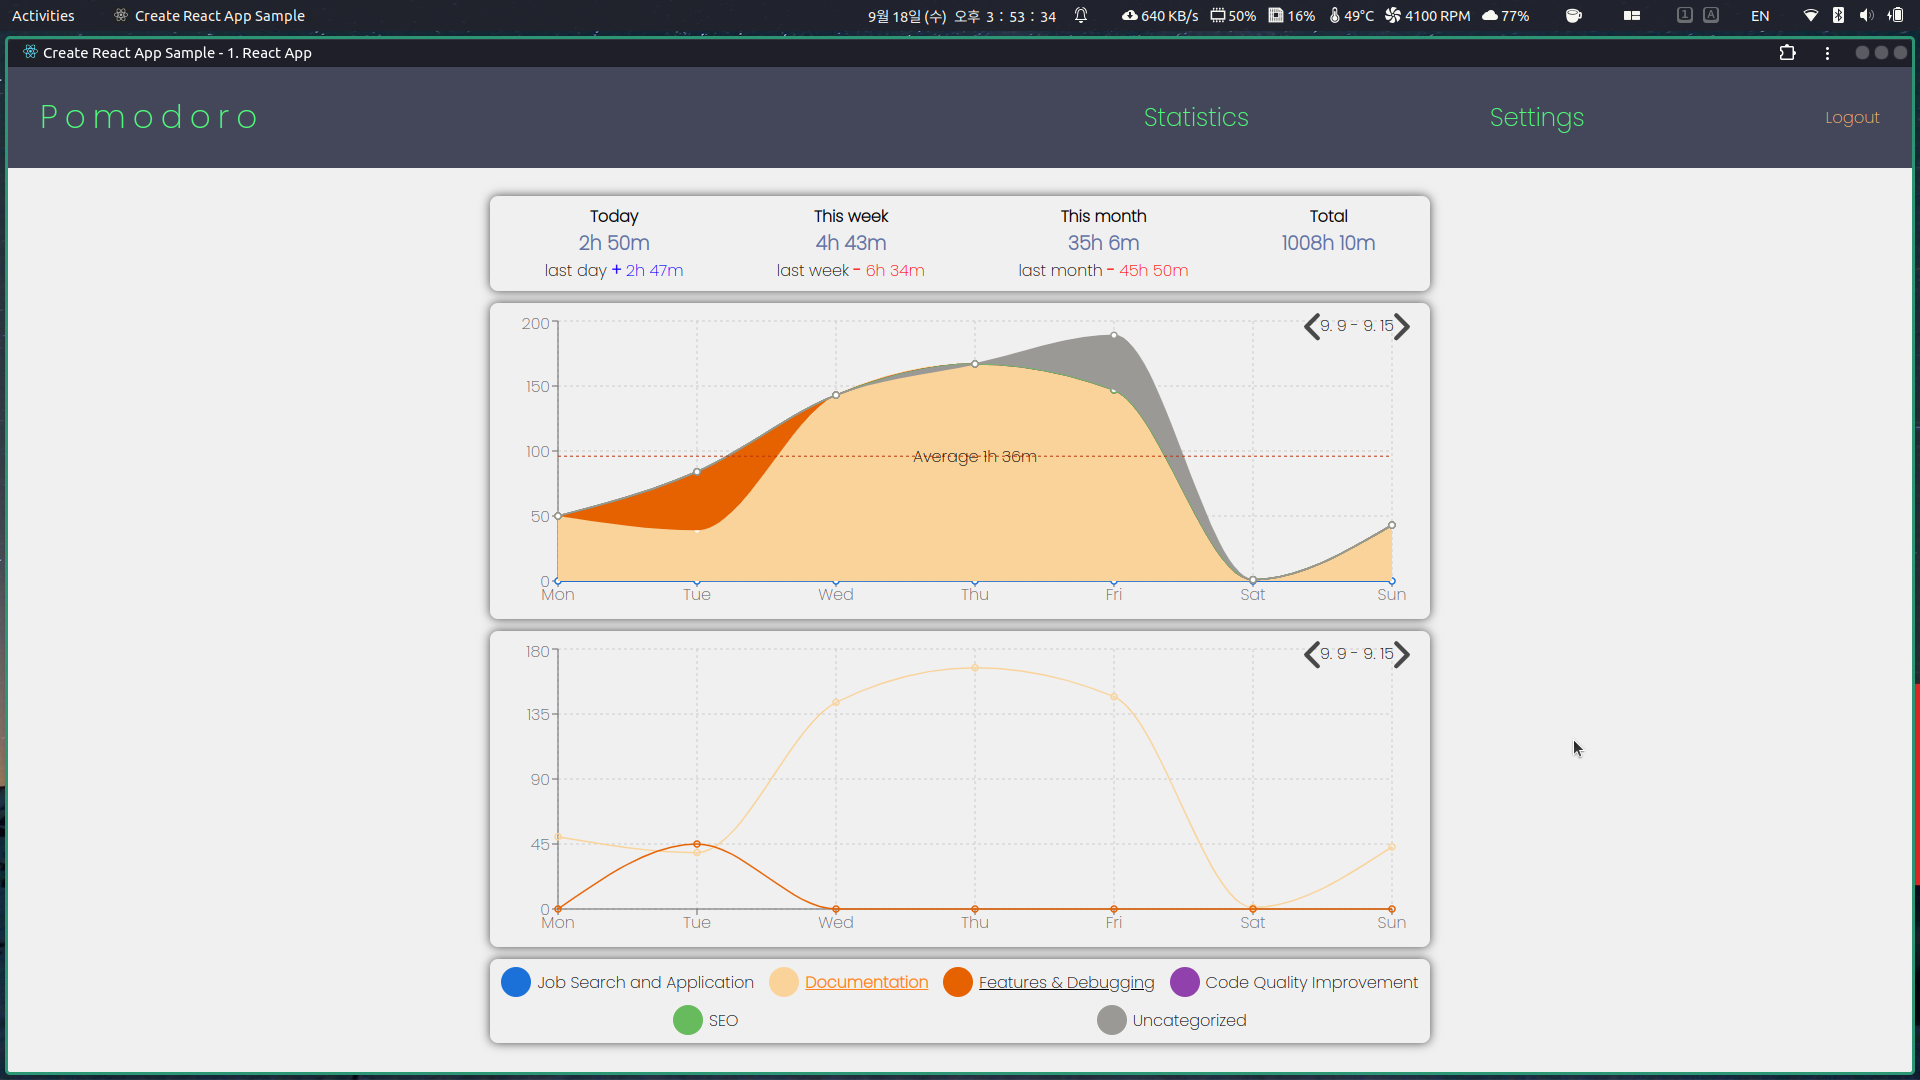 Activities Create React App Sample 9월 18일 (수) 오후 3 : 53 : 34 640 KB/s 50% 16% 49°C 4100 RPM 77% 1 A EN
Create React App Sample - 1. React App
Pomodoro Statistics Settings Logout
Today This week This month Total
2h 50m 4h 43m 35h 6m 1008h 10m
last day + 2h 47m last week - 6h 34m last month - 45h 50m
200
9. 9 - 9. 15
150
100
Average 1h 36m
50
0
Mon Tue Wed Thu Fri Sat Sun
180
9. 9 - 9. 15
135
90
45
0
Mon Tue Wed Thu Fri Sat Sun
Job Search and Application Documentation Features & Debugging Code Quality Improvement
SEO Uncategorized